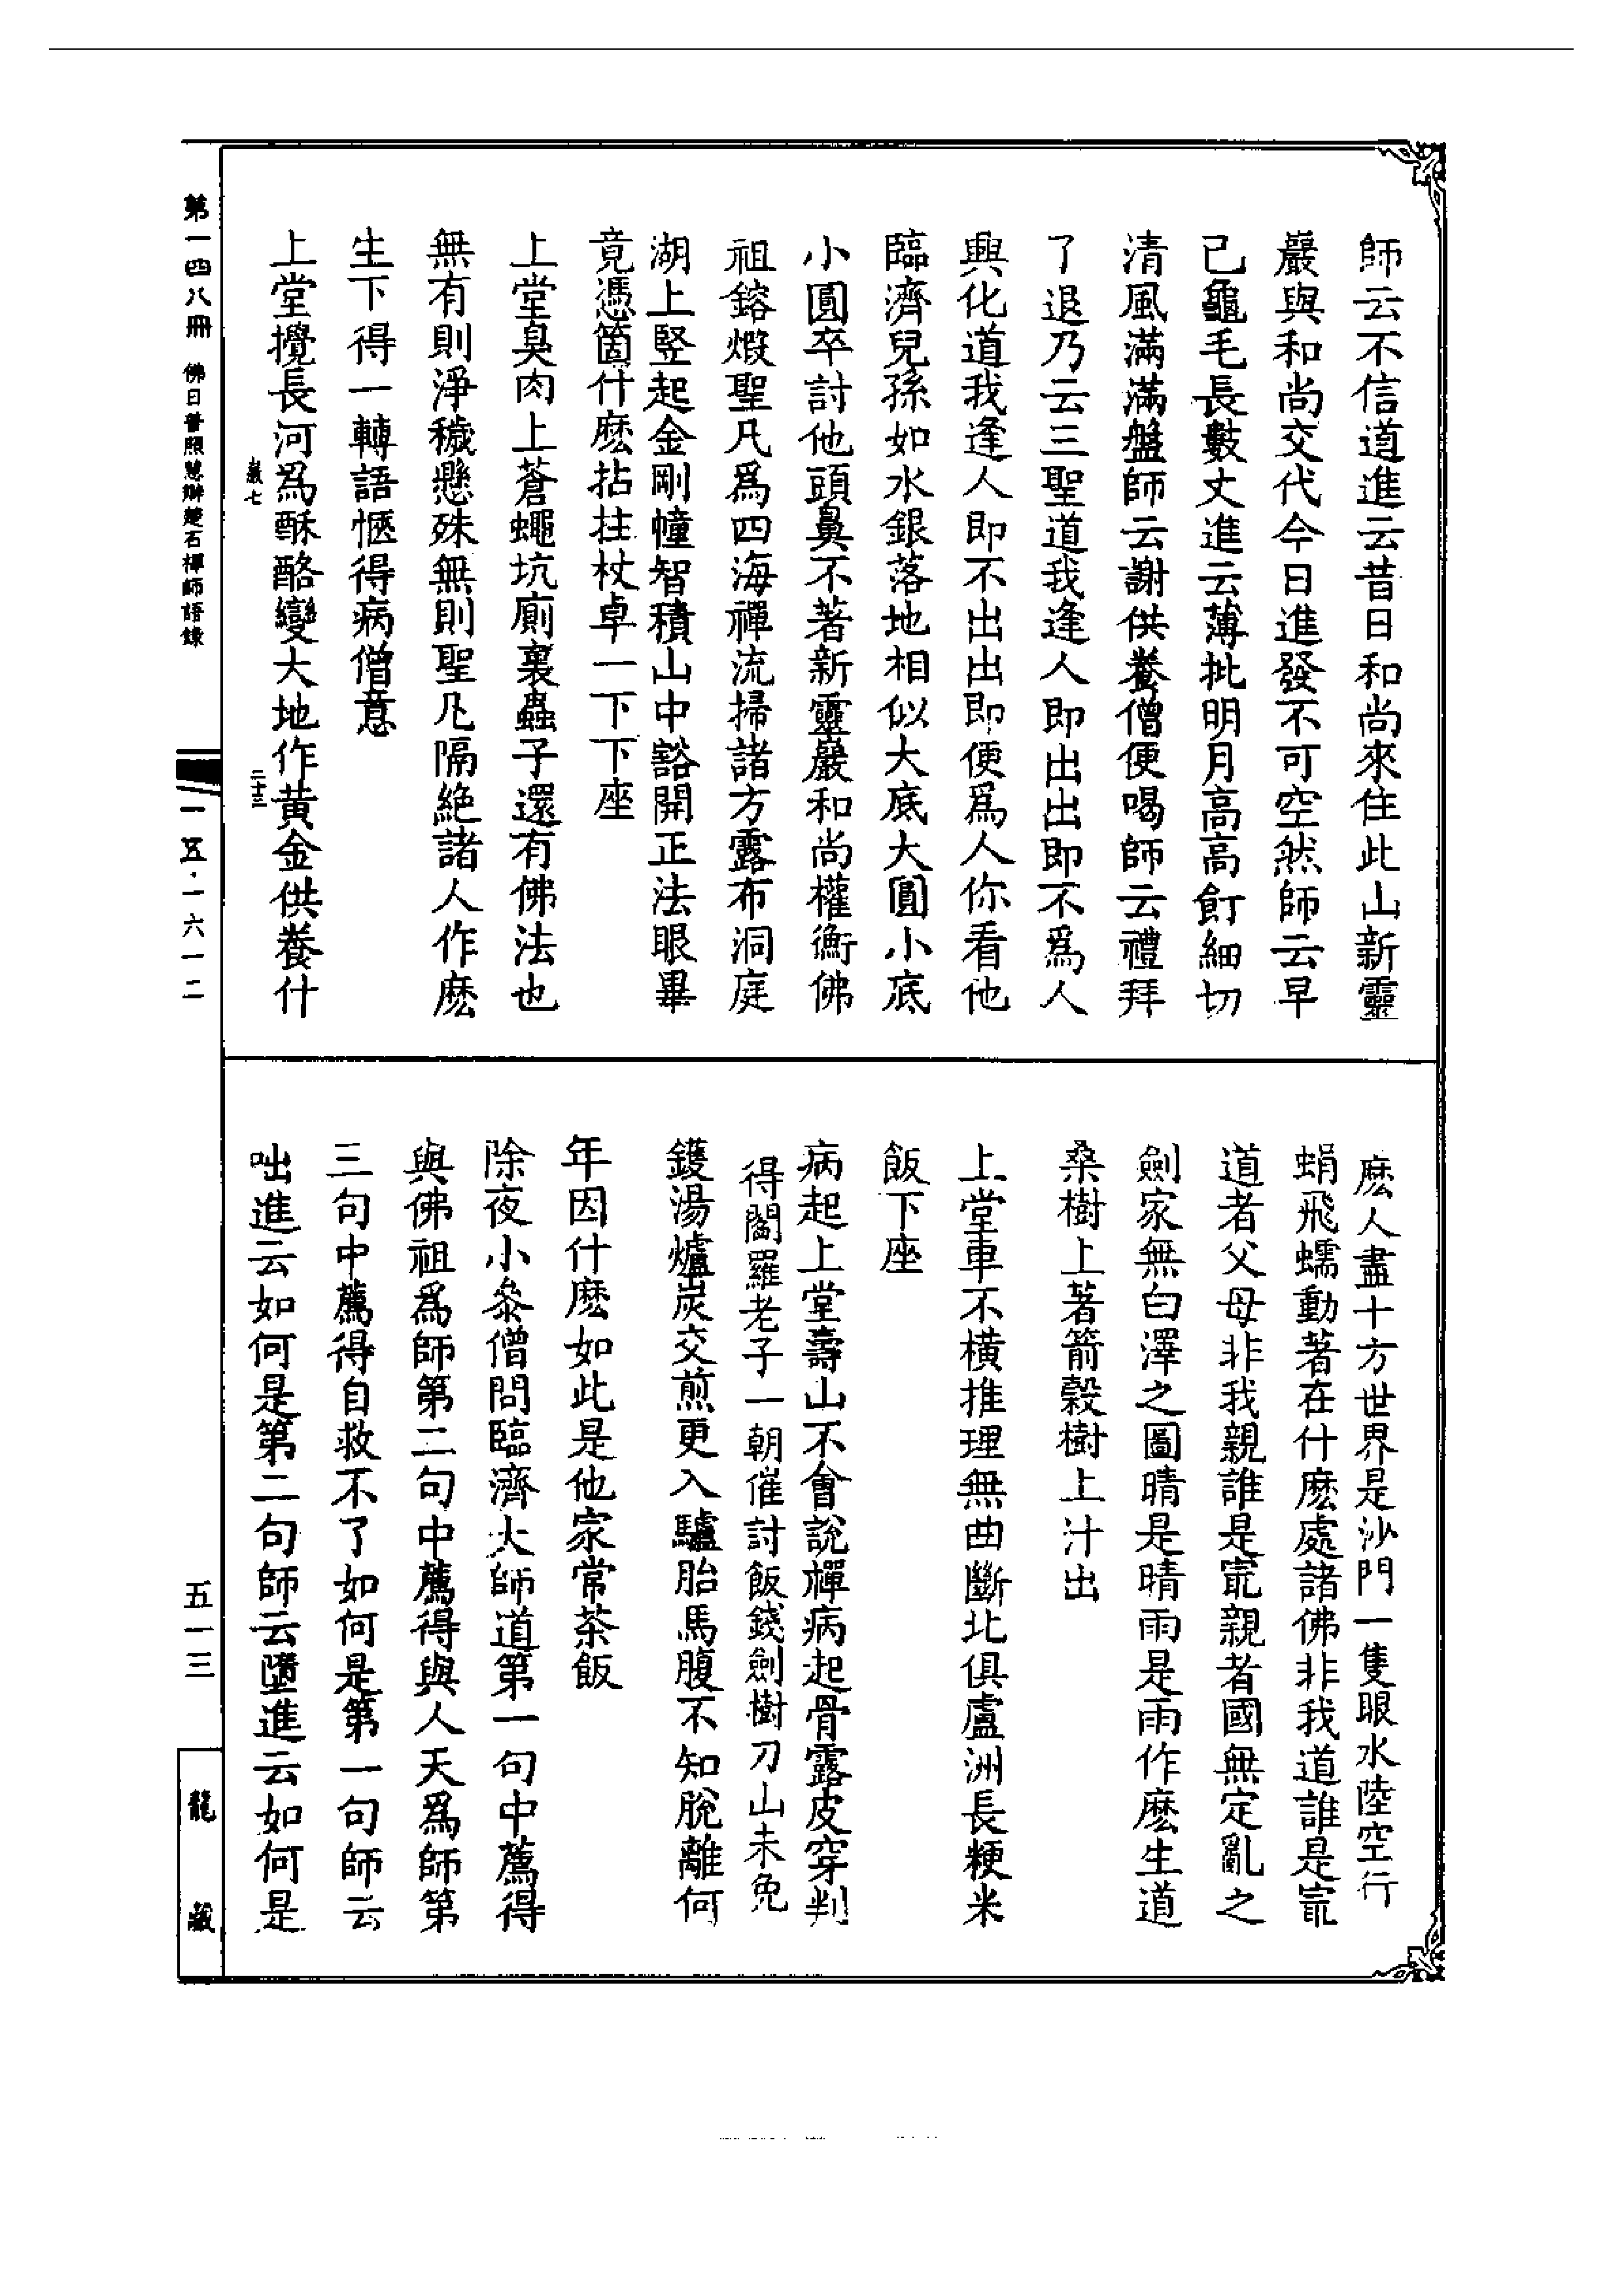 師云不信道進云昔日和尚來住此山新靈
巖與和尚交代今日進發不可空然師云早
已龜毛長數丈進云薄批明月高高飣細切
清風滿滿盤師云謝供養僧便喝師云禮拜
了退乃云三聖道我逢人即出出即不爲人
興化道我逢人即不出出即便爲人你看他
臨濟兒孫如水銀落地相似大底大圓小底
小圓卒討他頭鼻不著新靈巖和尚權衡佛
祖鎔煅聖凡爲四海禪流掃諸方露布洞庭
湖上竪起金剛幢智積山中豁開正法眼畢
竟憑箇什麽拈拄杖卓一下下座
上堂臭肉上蒼蠅坑廁裏蟲子還有佛法也
無有則淨穢懸殊無則聖凡隔絶諸人作麽
生下得一轉語愜得病僧意
上堂攪長河爲酥酪變大地作黃金供養什
巖七
二十三
麽人盡十方世界是沙門一隻眼水陸空行
蜎飛蠕動著在什麽處諸佛非我道誰是冣
道者父母非我親誰是冣親者國無定亂之
劍家無白澤之圖晴是晴雨是雨作麽生道
桑樹上著箭榖樹上汁出
上堂車不橫推理無曲斷北俱盧洲長粳米
飯下座
病起上堂壽山不會說禪病起骨露皮穿判
得閻羅老子一朝催討飯錢劍樹刀山未免
鑊湯爐炭交煎更入驢胎馬腹不知脫離何
年因什麽如此是他家常茶飯
除夜小叅僧問臨濟大師道第一句中薦得
與佛祖爲師第二句中薦得與人天爲師第
三句中薦得自救不了如何是第一句師云
咄進云如何是第二句師云墮進云如何是
第一四八冊 佛日普照慧辯楚石禪師語錄
一五·一六一二
五一三
龍藏